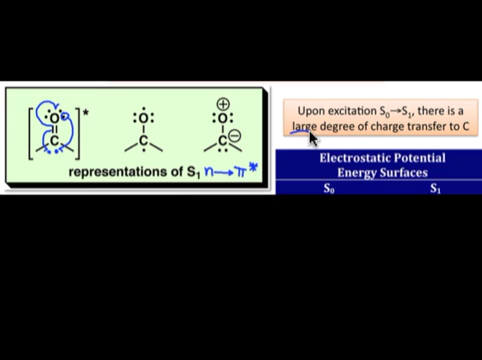 [:O:
C]*
:O:
C
⊕
:O:
C⊖
representations of S₁ n→π*
Upon excitation S₀→S₁, there is a
large degree of charge transfer to C
Electrostatic Potential
Energy Surfaces
S₀ S₁